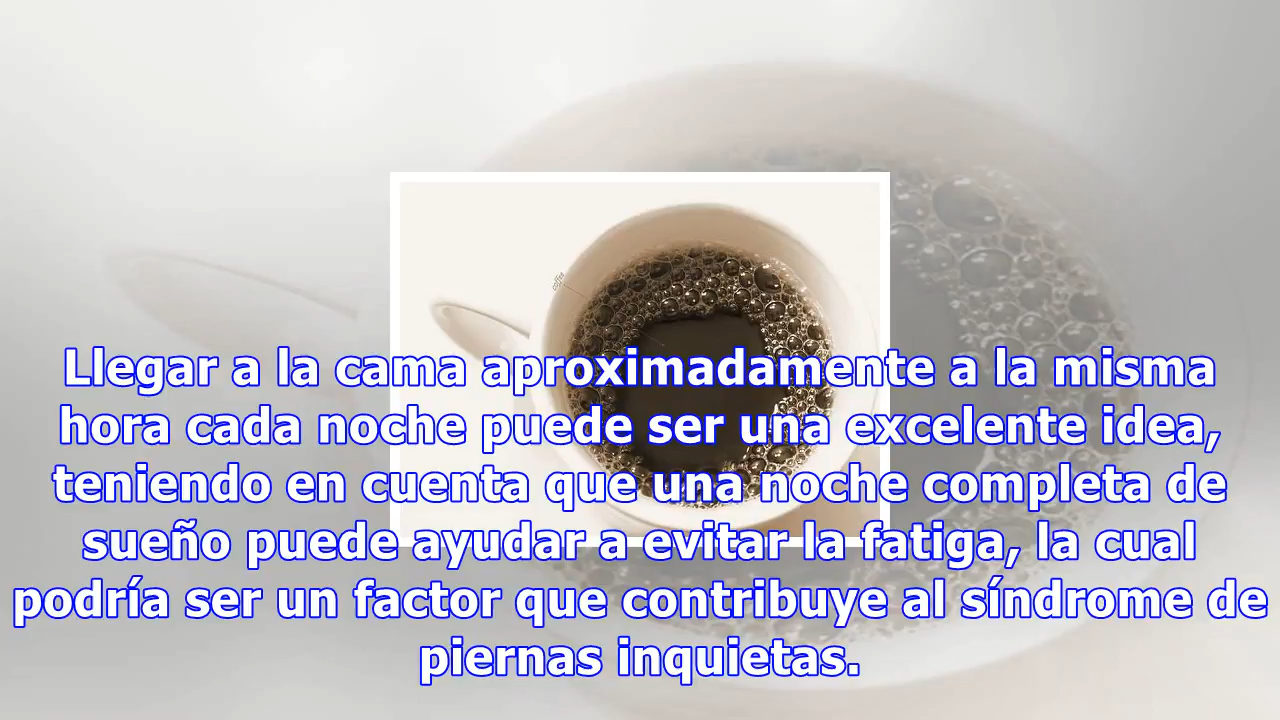 Llegar a la cama aproximadamente a la misma
hora cada noche puede ser una excelente idea,
teniendo en cuenta que una noche completa de
sueño puede ayudar a evitar la fatiga, la cual
podría ser un factor que contribuye al síndrome de
piernas inquietas.